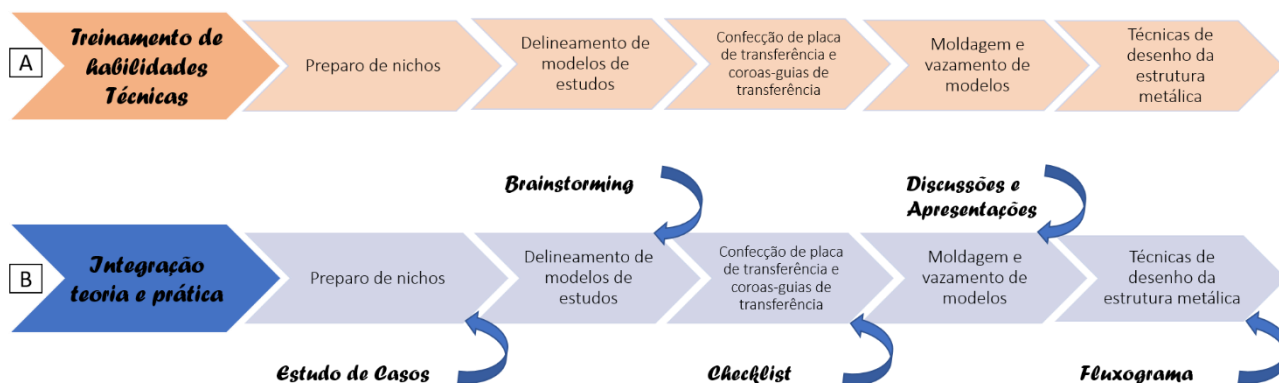 A
Treinamento de
habilidades
Técnicas
Preparo de nichos
Delineamento de
modelos de
estudos
Confecção de placa
de transferência e
coroas-guias de
transferência
Moldagem e
vazamento de
modelos
Técnicas de
desenho da
estrutura
metálica
Brainstorming
Discussões e
Apresentações
B
Integração
teoria e prática
Preparo de nichos
Delineamento de
modelos de
estudos
Confecção de placa
de transferência e
coroas-guias de
transferência
Moldagem e
vazamento de
modelos
Técnicas de
desenho da
estrutura metálica
Estudo de Casos
Checklist
Fluxograma